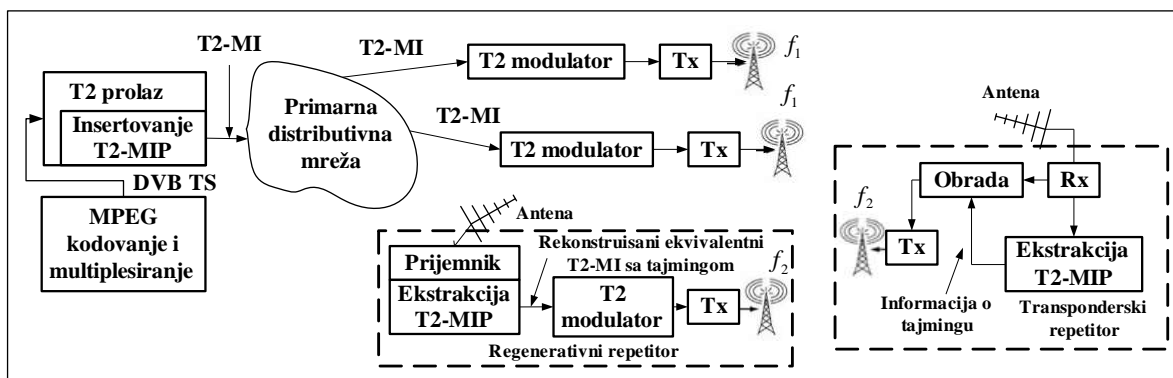 T2-MI
T2 prolaz
Insertovanje
T2-MIP
DVB TS
MPEG
kodovanje i
multiplesiranje
Primarna
distributivna
mreža
T2-MI
T2 modulator
Tx
f1
T2-MI
T2 modulator
Tx
f1
Antena
Prijemnik
Ekstrakcija
T2-MIP
Rekonstruisani ekvivalentni
T2-MI sa tajmingom
T2
modulator
Tx
f2
Regenerativni repetitor
Antena
Obrada
Rx
f2
Tx
Ekstrakcija
T2-MIP
Informacija o
tajmingu
Transponderski
repetitor